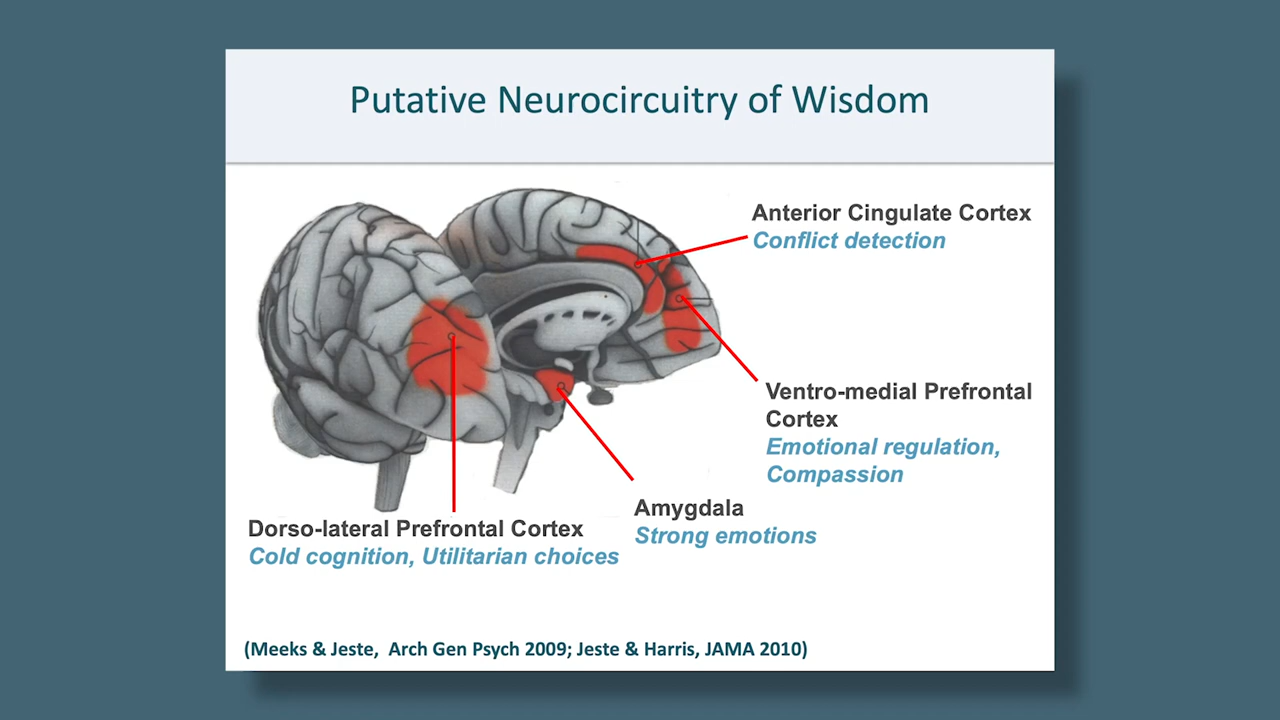 Putative Neurocircuitry of Wisdom
Anterior Cingulate Cortex
Conflict detection
Ventro-medial Prefrontal
Cortex
Emotional regulation,
Compassion
Amygdala
Strong emotions
Dorso-lateral Prefrontal Cortex
Cold cognition, Utilitarian choices
(Meeks & Jeste,  Arch Gen Psych 2009; Jeste & Harris, JAMA 2010)